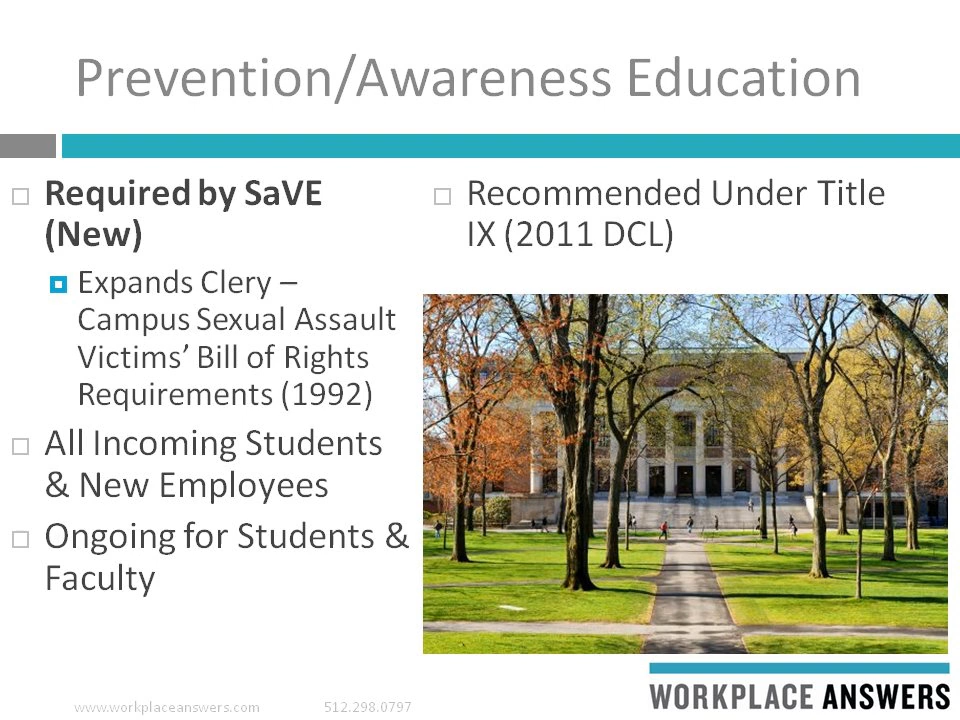 Prevention/Awareness Education
Required by SaVE
(New)
Expands Clery –
Campus Sexual Assault
Victims’ Bill of Rights
Requirements (1992)
All Incoming Students
& New Employees
Ongoing for Students &
Faculty
Recommended Under Title
IX (2011 DCL)
www.workplaceanswers.com 512.298.0797
WORKPLACE ANSWERS